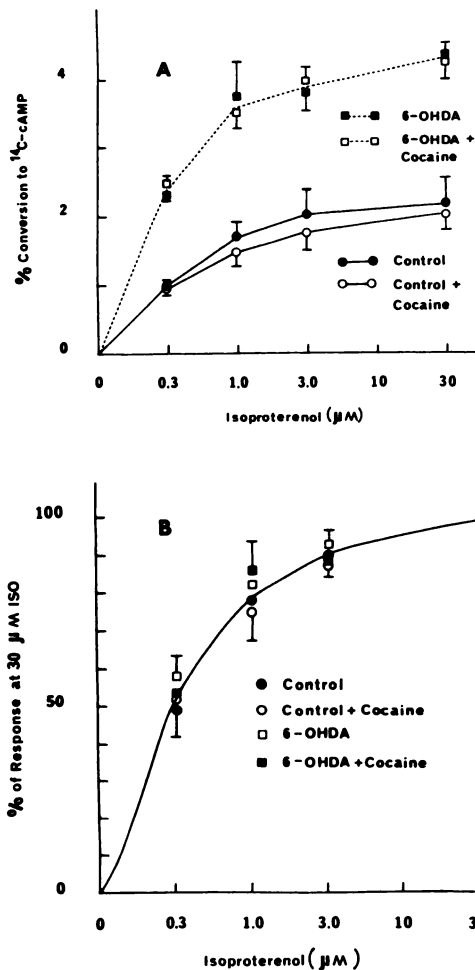 A
4
2
0
% Conversion to ¹⁴C-cAMP
6-OHDA
6-OHDA +
Cocaine
Control
Control +
Cocaine
0 0.3 1.0 3.0 10 30
Isoproterenol (μM)
B
100
50
0
% of Response at 30 μM ISO
Control
Control + Cocaine
6-OHDA
6-OHDA + Cocaine
0 0.3 1.0 3.0 10 3
Isoproterenol (μM)